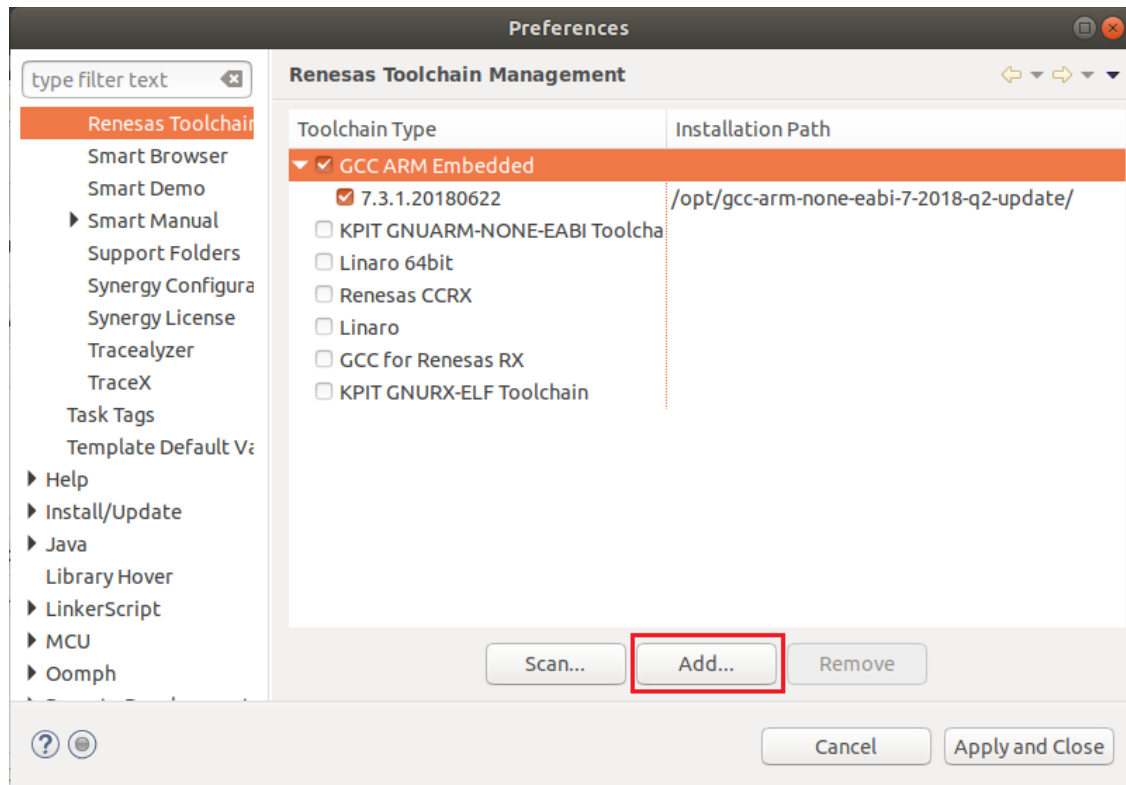 Preferences
type filter text
Renesas Toolchain Management
Renesas Toolchair
Smart Browser
Smart Demo
Smart Manual
Support Folders
Synergy Configura
Synergy License
Tracealyzer
TraceX
Task Tags
Template Default Va
Help
Install/Update
Java
Library Hover
LinkerScript
MCU
Oomph
Toolchain Type Installation Path
GCC ARM Embedded
7.3.1.20180622 /opt/gcc-arm-none-eabi-7-2018-q2-update/
KPIT GNUARM-NONE-EABI Toolcha
Linaro 64bit
Renesas CCRX
Linaro
GCC for Renesas RX
KPIT GNURX-ELF Toolchain
Scan... Add... Remove
Cancel Apply and Close